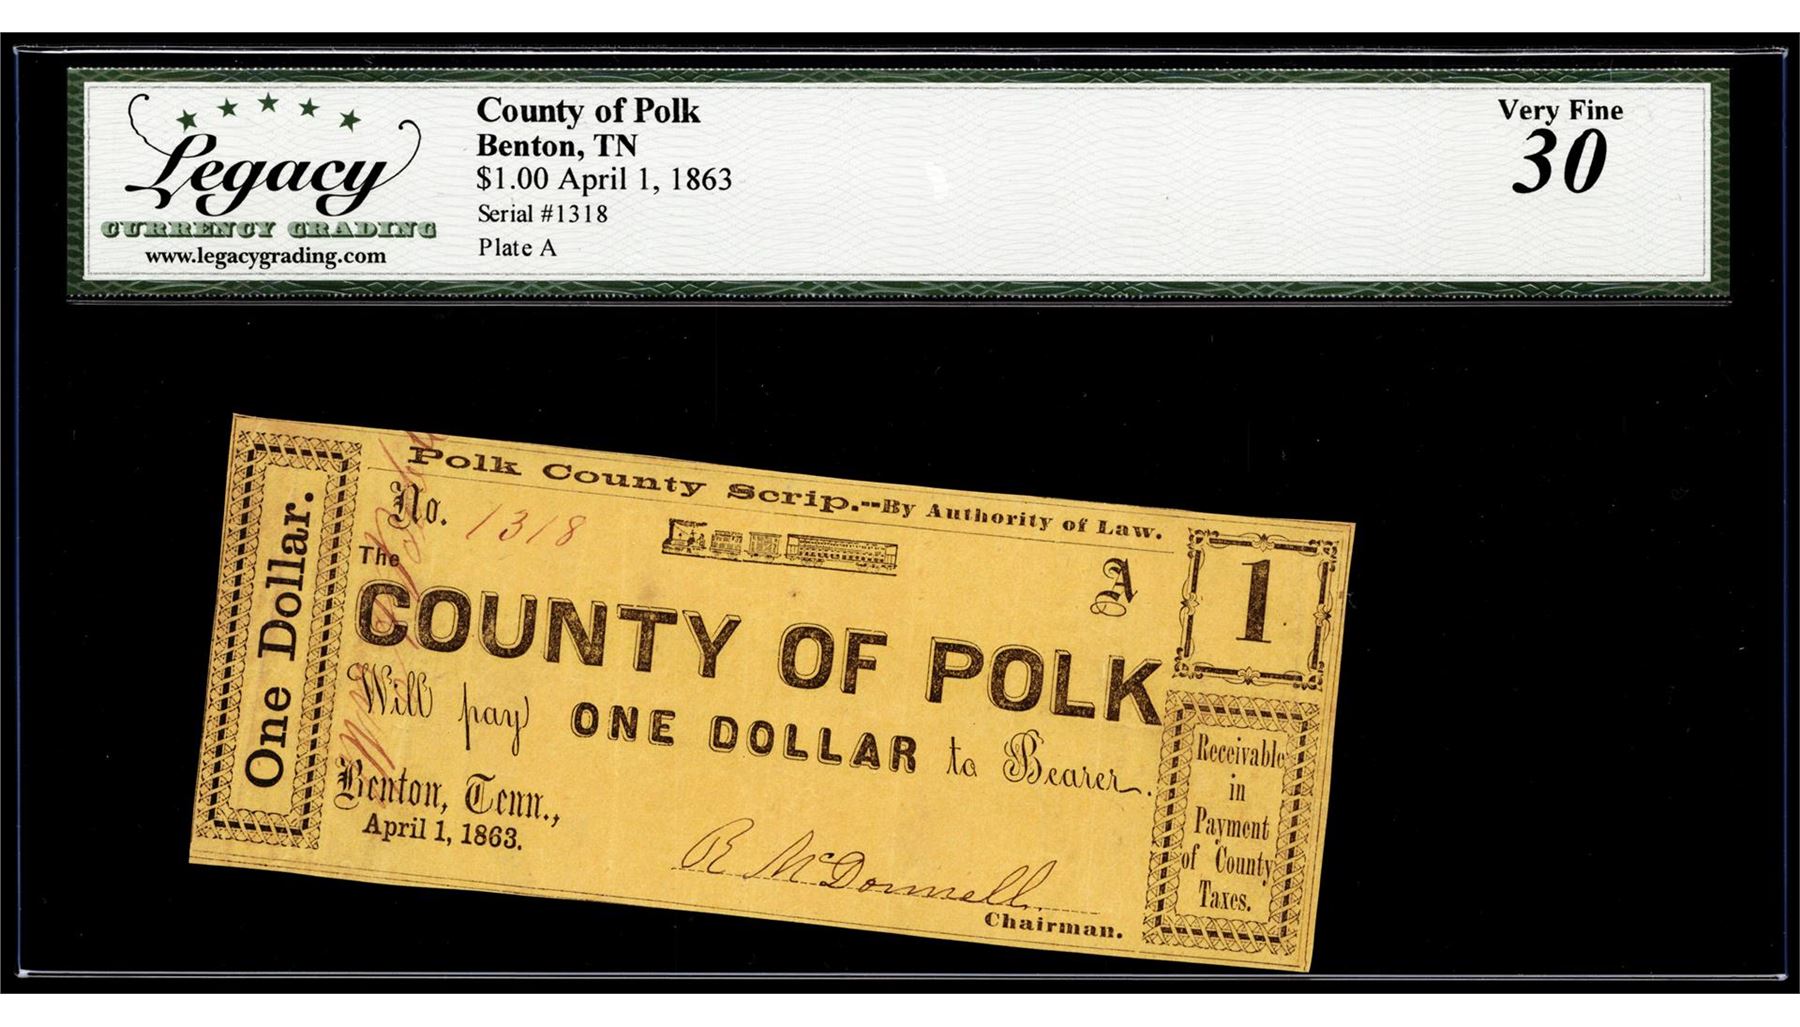 Legacy
CURRENCY GRADING
www.legacygrading.com
County of Polk
Benton, TN
$1.00 April 1, 1863
Serial #1318
Plate A
Very Fine
30
One Dollar.
Polk County Scrip.--By Authority of Law.
No. 1318
A
1
The
COUNTY OF POLK
Will pay ONE DOLLAR to Bearer.
Benton, Tenn.,
April 1, 1863.
R McDonnell
Chairman.
Receivable
in
Payment
of County
Taxes.